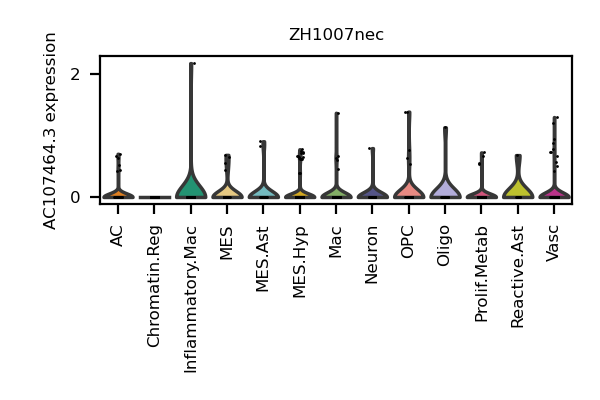 ZH1007nec
AC107464.3 expression
2
0
AC
Chromatin.Reg
Inflammatory.Mac
MES
MES.Ast
MES.Hyp
Mac
Neuron
OPC
Oligo
Prolif.Metab
Reactive.Ast
Vasc